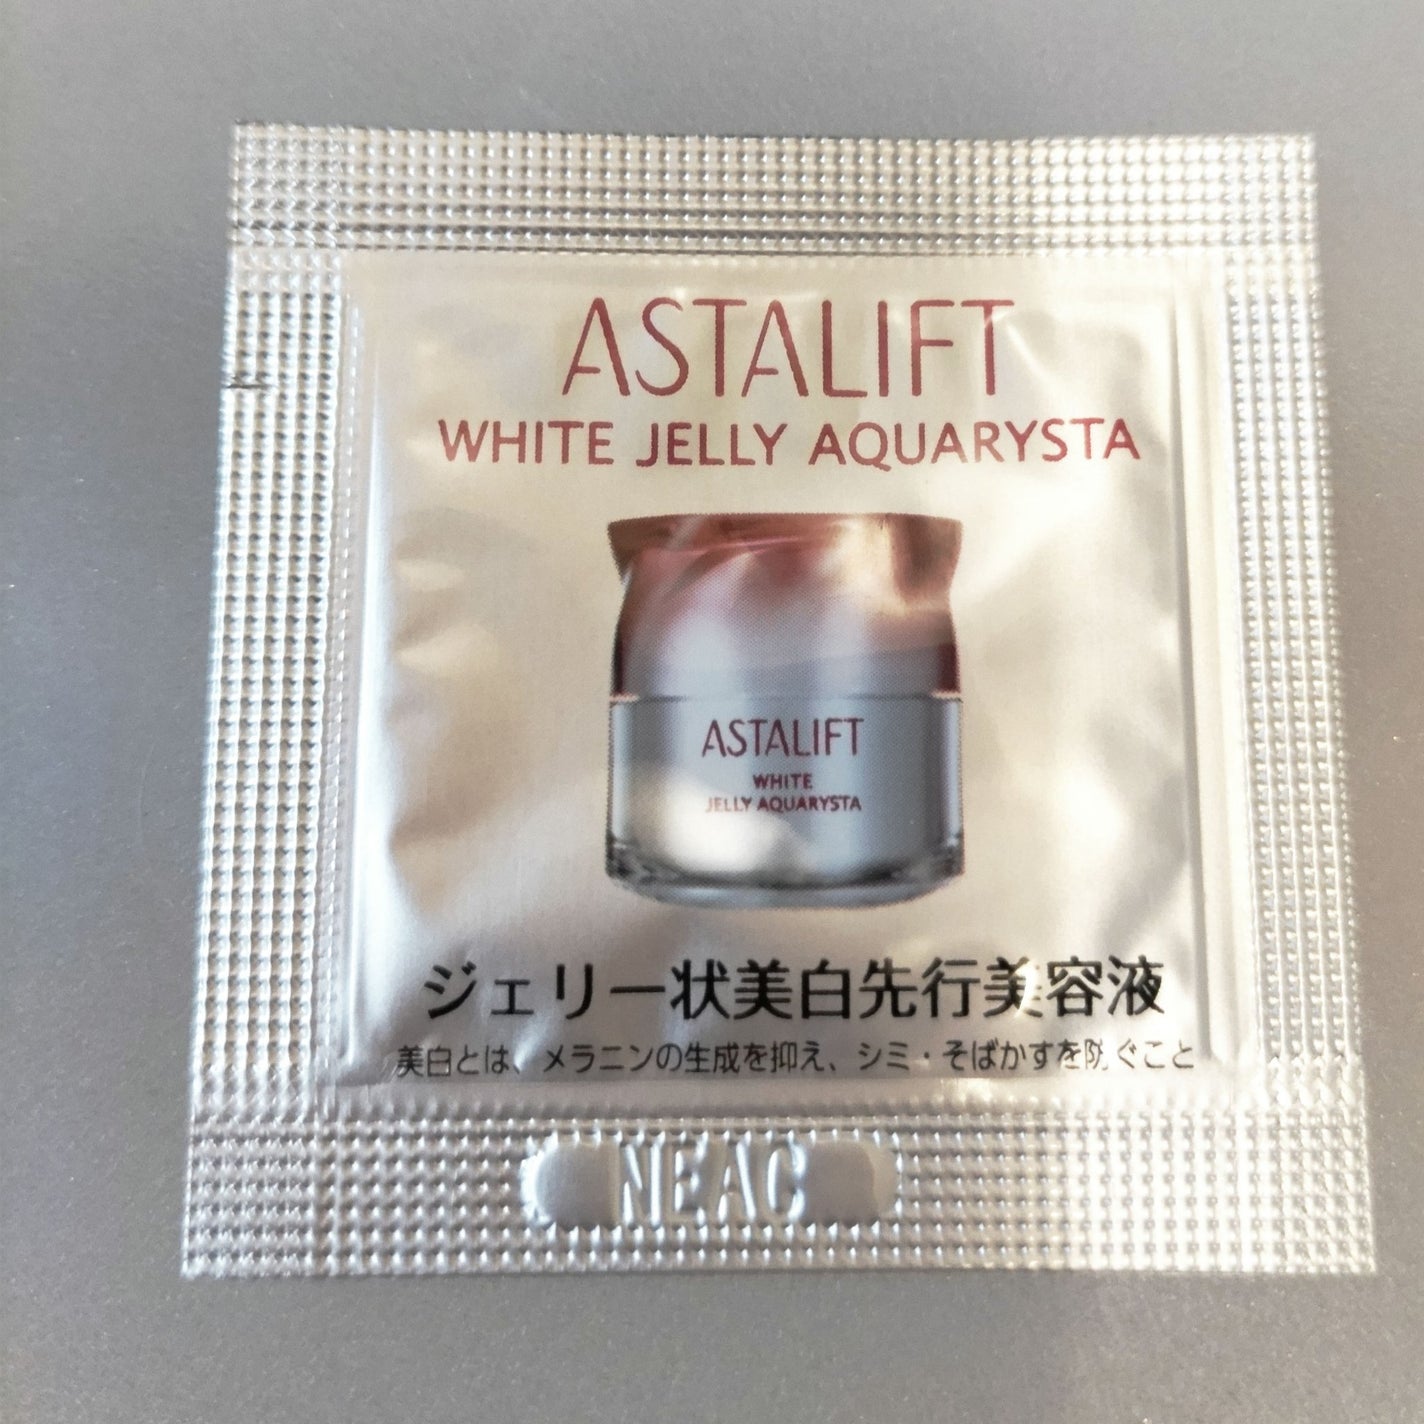 ASTALIFT
WHITE JELLY AQUARYSTA
ASTALIFT
WHITE
JELLY AQUARYSTA
ジェリー状美白先行美容液
美白とは、メラニンの生成を抑え、シミ・そばかすを防ぐこと
NEAC